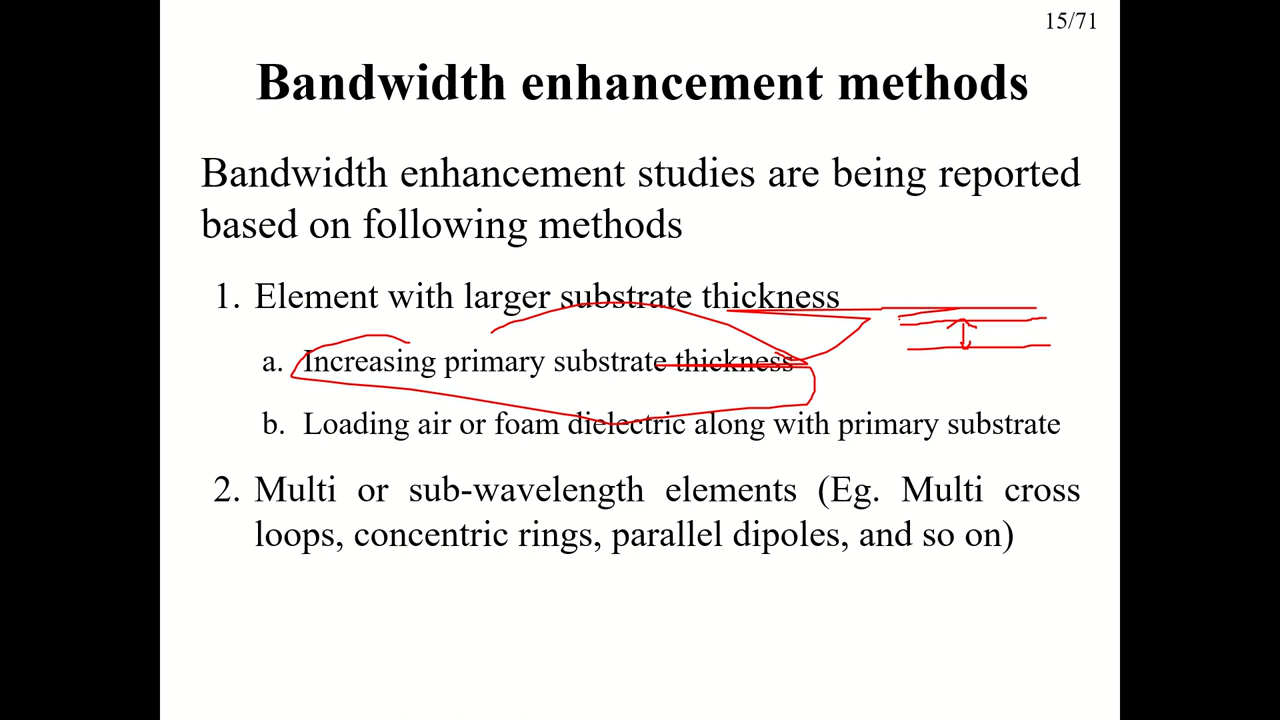 15/71
Bandwidth enhancement methods
Bandwidth enhancement studies are being reported
based on following methods
1. Element with larger substrate thickness
a. Increasing primary substrate thickness
b. Loading air or foam dielectric along with primary substrate
2. Multi or sub-wavelength elements (Eg. Multi cross
loops, concentric rings, parallel dipoles, and so on)